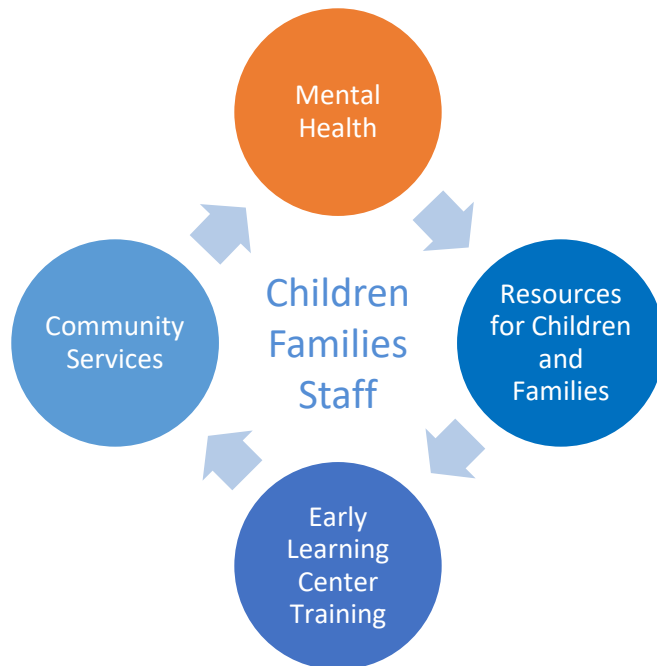 Mental
Health
Resources
for Children
and
Families
Early
Learning
Center
Training
Community
Services
Children
Families
Staff